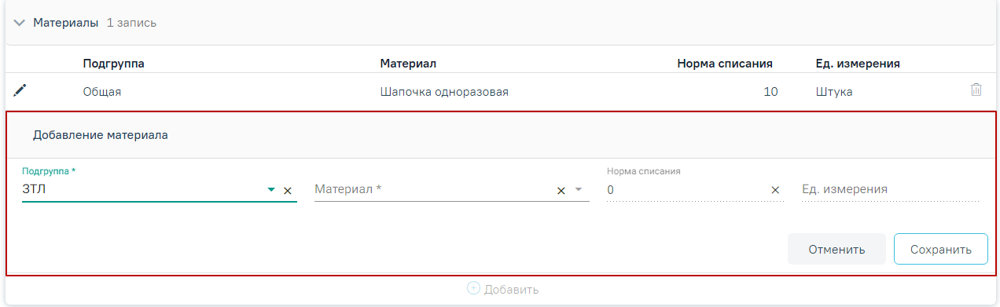 Материалы 1 запись
Подгруппа Материал Норма списания Ед. измерения
Общая Шапочка одноразовая 10 Штука
Добавление материала
Подгруппа * Норма списания
ЗТЛ Материал * 0 Ед. измерения
Отменить Сохранить
Добавить